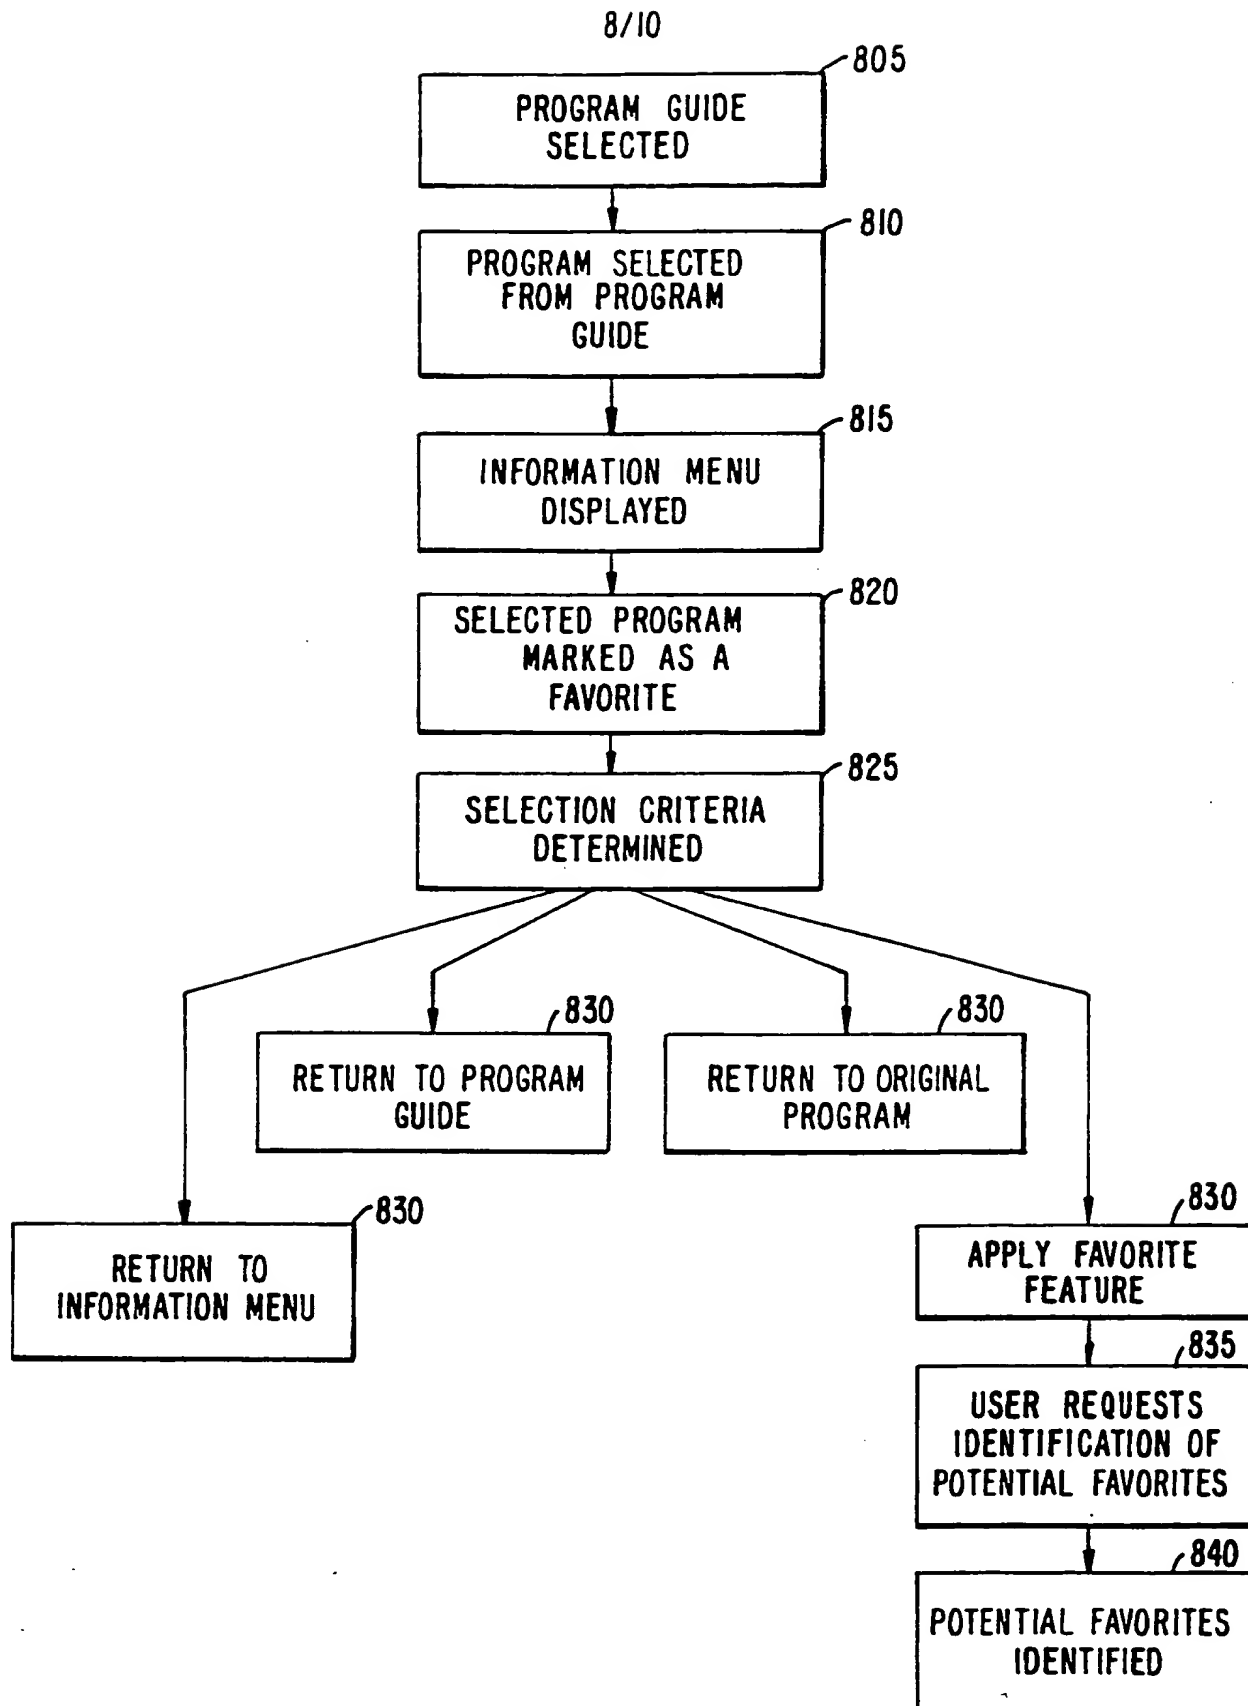 8/10
805
PROGRAM GUIDE
SELECTED
810
PROGRAM SELECTED
FROM PROGRAM
GUIDE
815
INFORMATION MENU
DISPLAYED
820
SELECTED PROGRAM
MARKED AS A
FAVORITE
825
SELECTION CRITERIA
DETERMINED
830
RETURN TO PROGRAM
GUIDE
830
RETURN TO ORIGINAL
PROGRAM
830
RETURN TO
INFORMATION MENU
830
APPLY FAVORITE
FEATURE
835
USER REQUESTS
IDENTIFICATION OF
POTENTIAL FAVORITES
840
POTENTIAL FAVORITES
IDENTIFIED